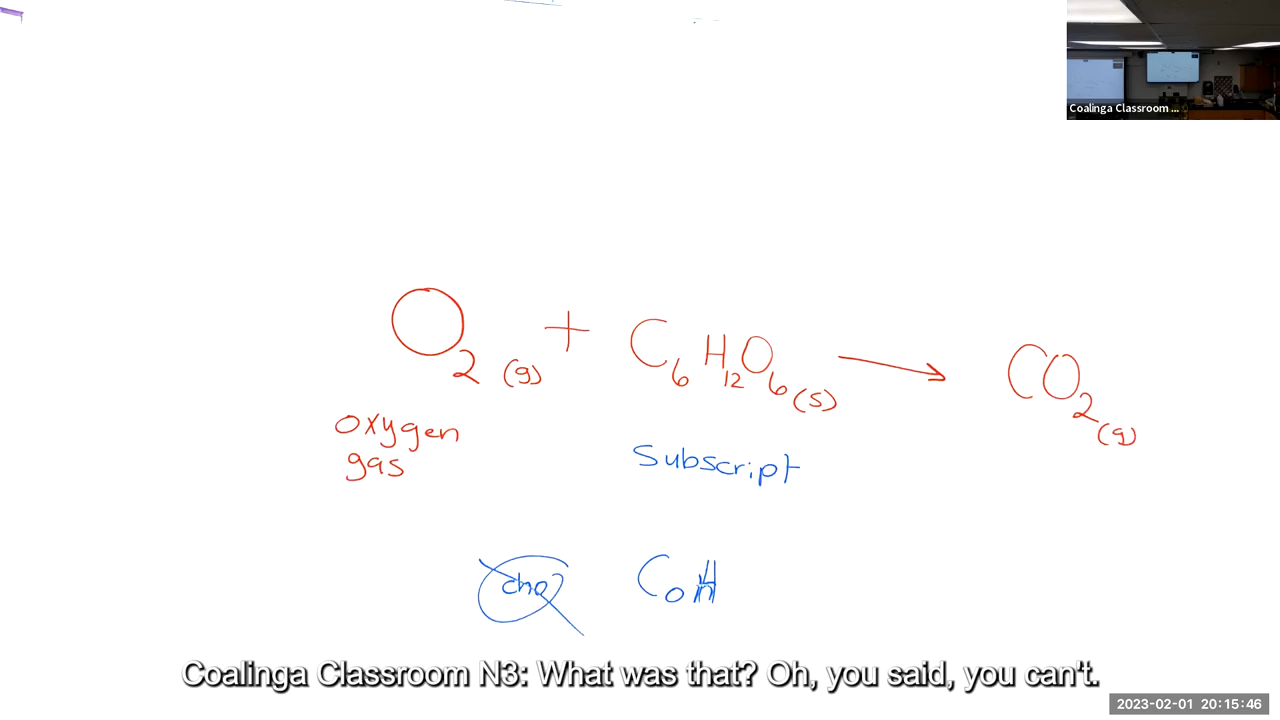 Coalinga Classroom ...
O₂ (g) + C₆H₁₂O₆(s) → CO₂(g)
oxygen
gas
Subscript
cho
Coalinga Classroom N3: What was that? Oh, you said, you can't.
2023-02-01 20:15:46